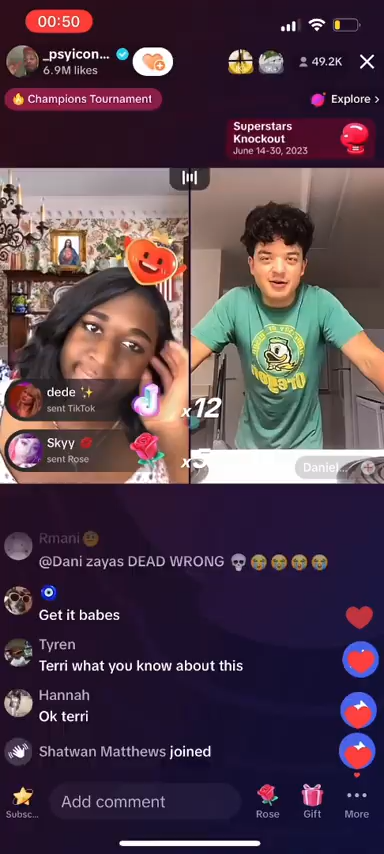 00:50
_psyicon...
6.9M likes
49.2K
Champions Tournament
Explore >
Superstars
Knockout
June 14-30, 2023
Oregon
dede ✨
sent TikTok
x12
Skyy 💋
sent Rose
Daniel...
Rmani🤨
@Dani zayas DEAD WRONG 💀😭😭😭😭
🧿
Get it babes
Tyren
Terri what you know about this
Hannah
Ok terri
Shatwan Matthews joined
Subsc...
Add comment
Rose
Gift
More